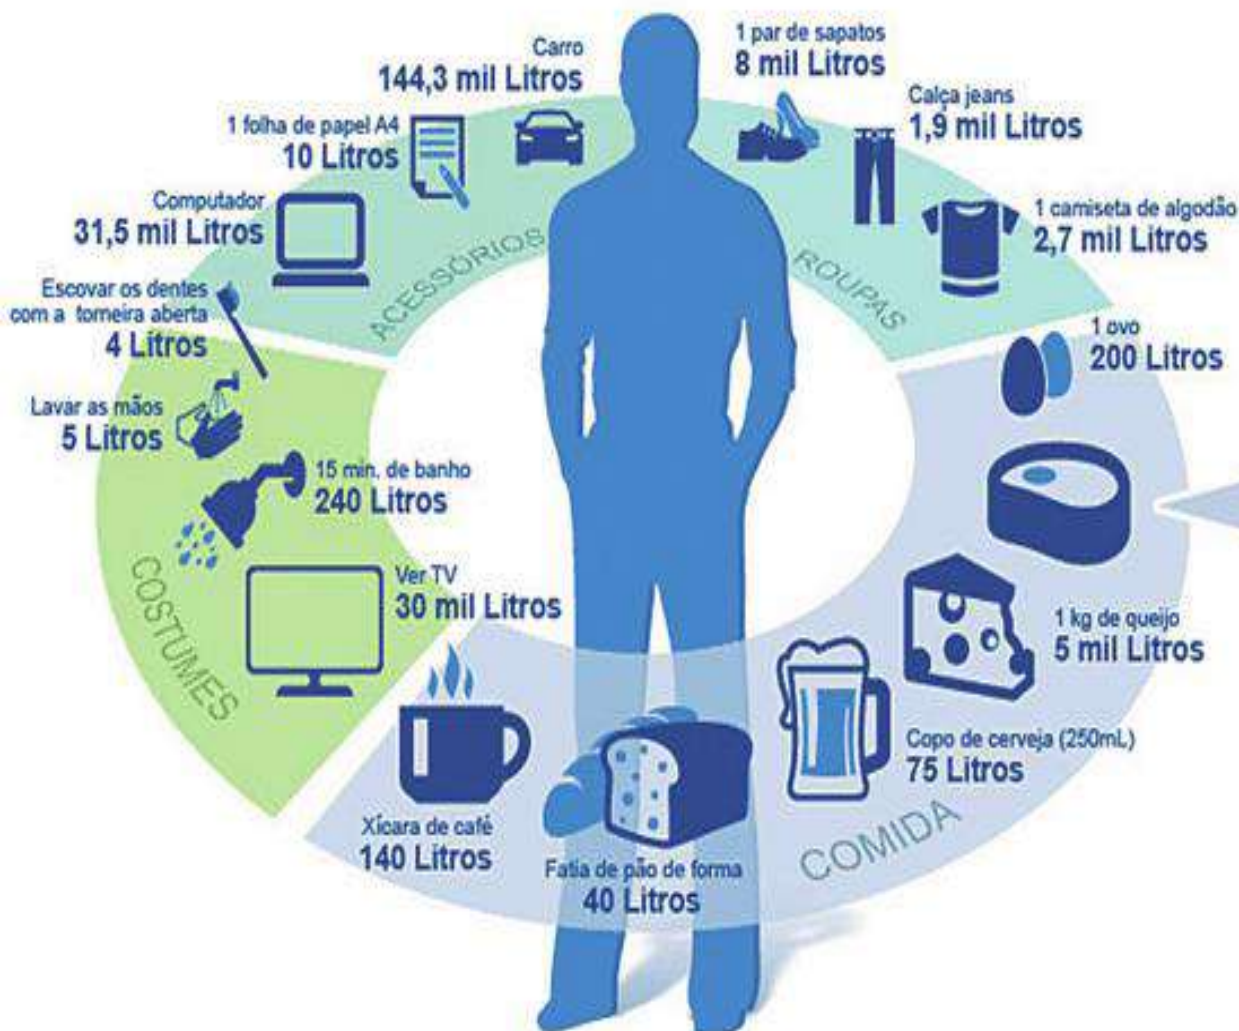 Carro
144,3 mil Litros
1 par de sapatos
8 mil Litros
Calça jeans
1,9 mil Litros
1 folha de papel A4
10 Litros
Computador
31,5 mil Litros
1 camiseta de algodão
2,7 mil Litros
ACESSÓRIOS
ROUPAS
Escovar os dentes
com a torneira aberta
4 Litros
1 ovo
200 Litros
Lavar as mãos
5 Litros
15 min. de banho
240 Litros
Ver TV
30 mil Litros
COSTUMES
1 kg de queijo
5 mil Litros
Copo de cerveja (250mL)
75 Litros
Xícara de café
140 Litros
Fatia de pão de forma
40 Litros
COMIDA